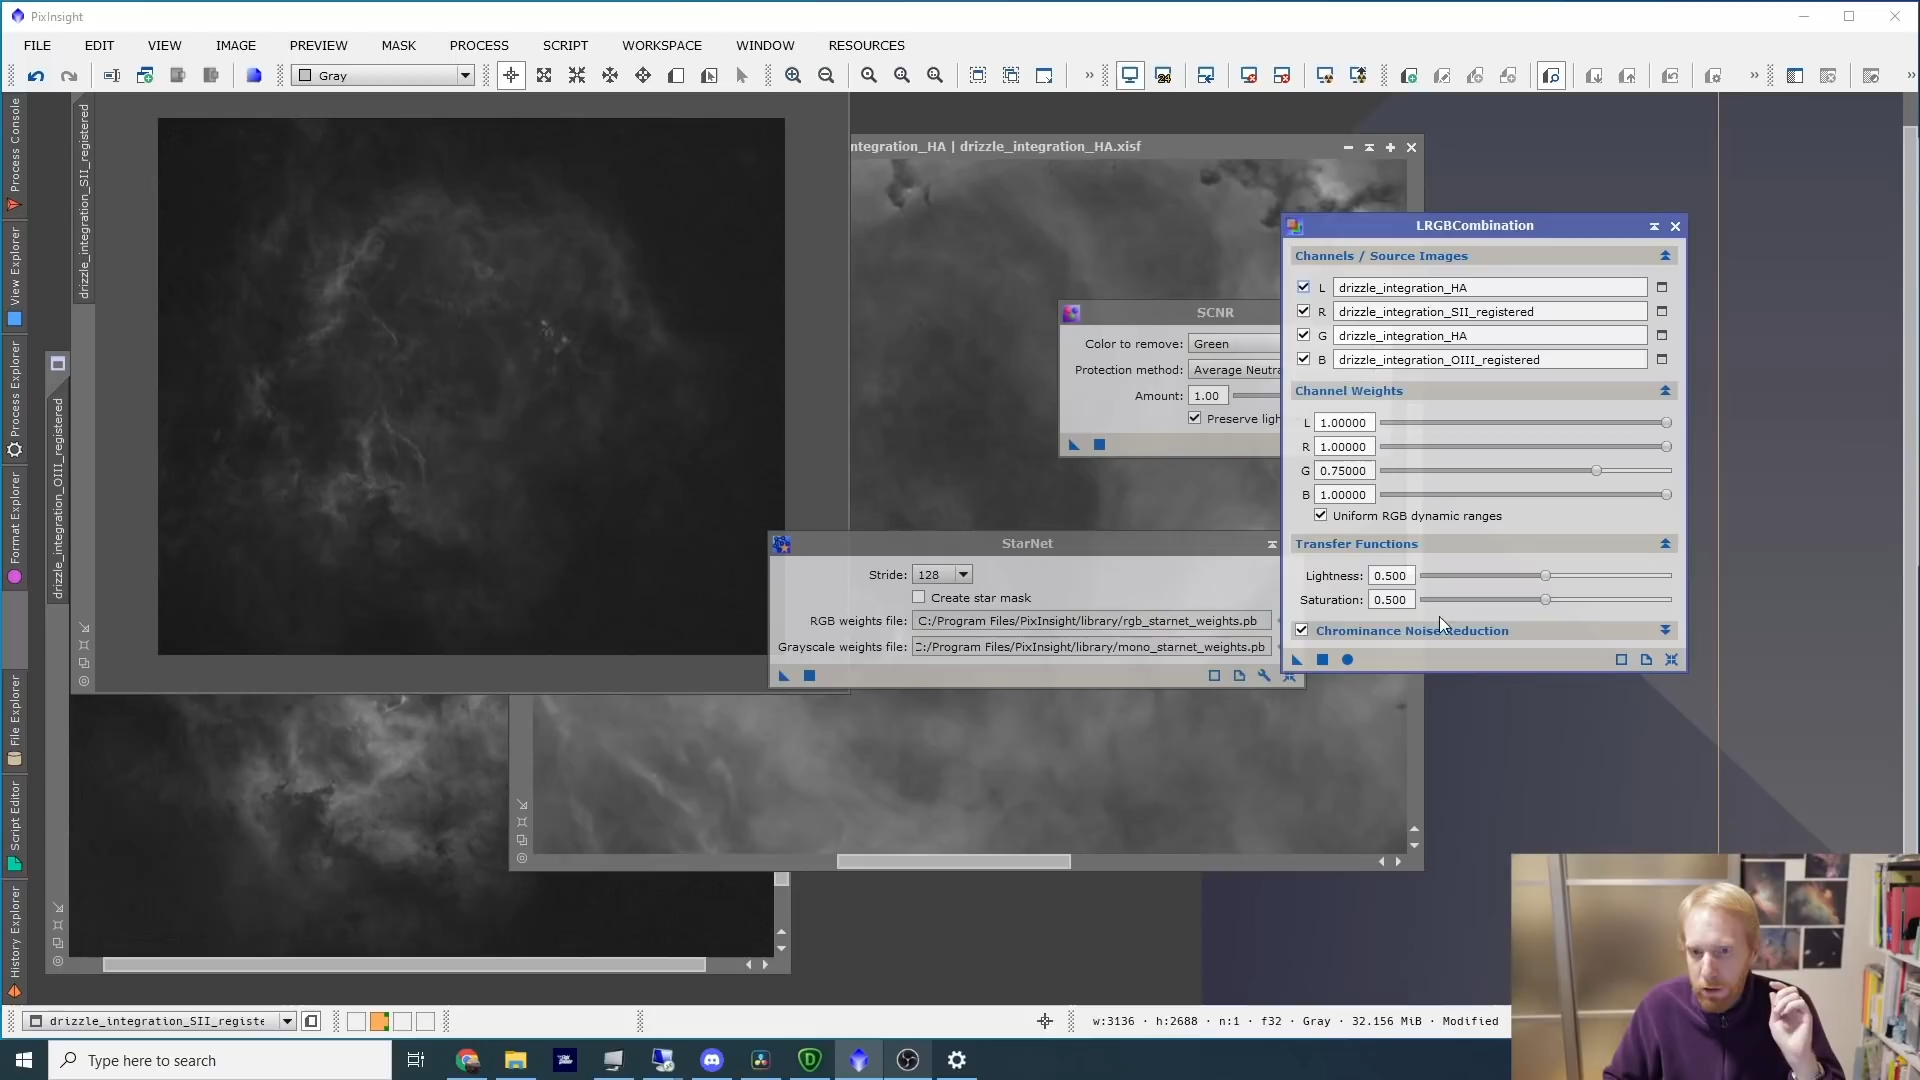 PixInsight
FILE EDIT VIEW IMAGE PREVIEW MASK PROCESS SCRIPT WORKSPACE WINDOW RESOURCES
Gray
24
Process Console
View Explorer
Process Explorer
Format Explorer
File Explorer
Script Editor
History Explorer
drizzle_integration_SII_registered
drizzle_integration_OIII_registered
ntegration_HA | drizzle_integration_HA.xisf
SCNR
Color to remove: Green
Protection method: Average Neutra
Amount: 1.00
Preserve ligh
StarNet
Stride: 128
Create star mask
RGB weights file: C:/Program Files/PixInsight/library/rgb_starnet_weights.pb
Grayscale weights file: C:/Program Files/PixInsight/library/mono_starnet_weights.pb
LRGBCombination
Channels / Source Images
L drizzle_integration_HA
R drizzle_integration_SII_registered
G drizzle_integration_HA
B drizzle_integration_OIII_registered
Channel Weights
L 1.00000
R 1.00000
G 0.75000
B 1.00000
Uniform RGB dynamic ranges
Transfer Functions
Lightness: 0.500
Saturation: 0.500
Chrominance Noise Reduction
drizzle_integration_SII_registe
w:3136 · h:2688 · n:1 · f32 · Gray · 32.156 MiB · Modified
Type here to search